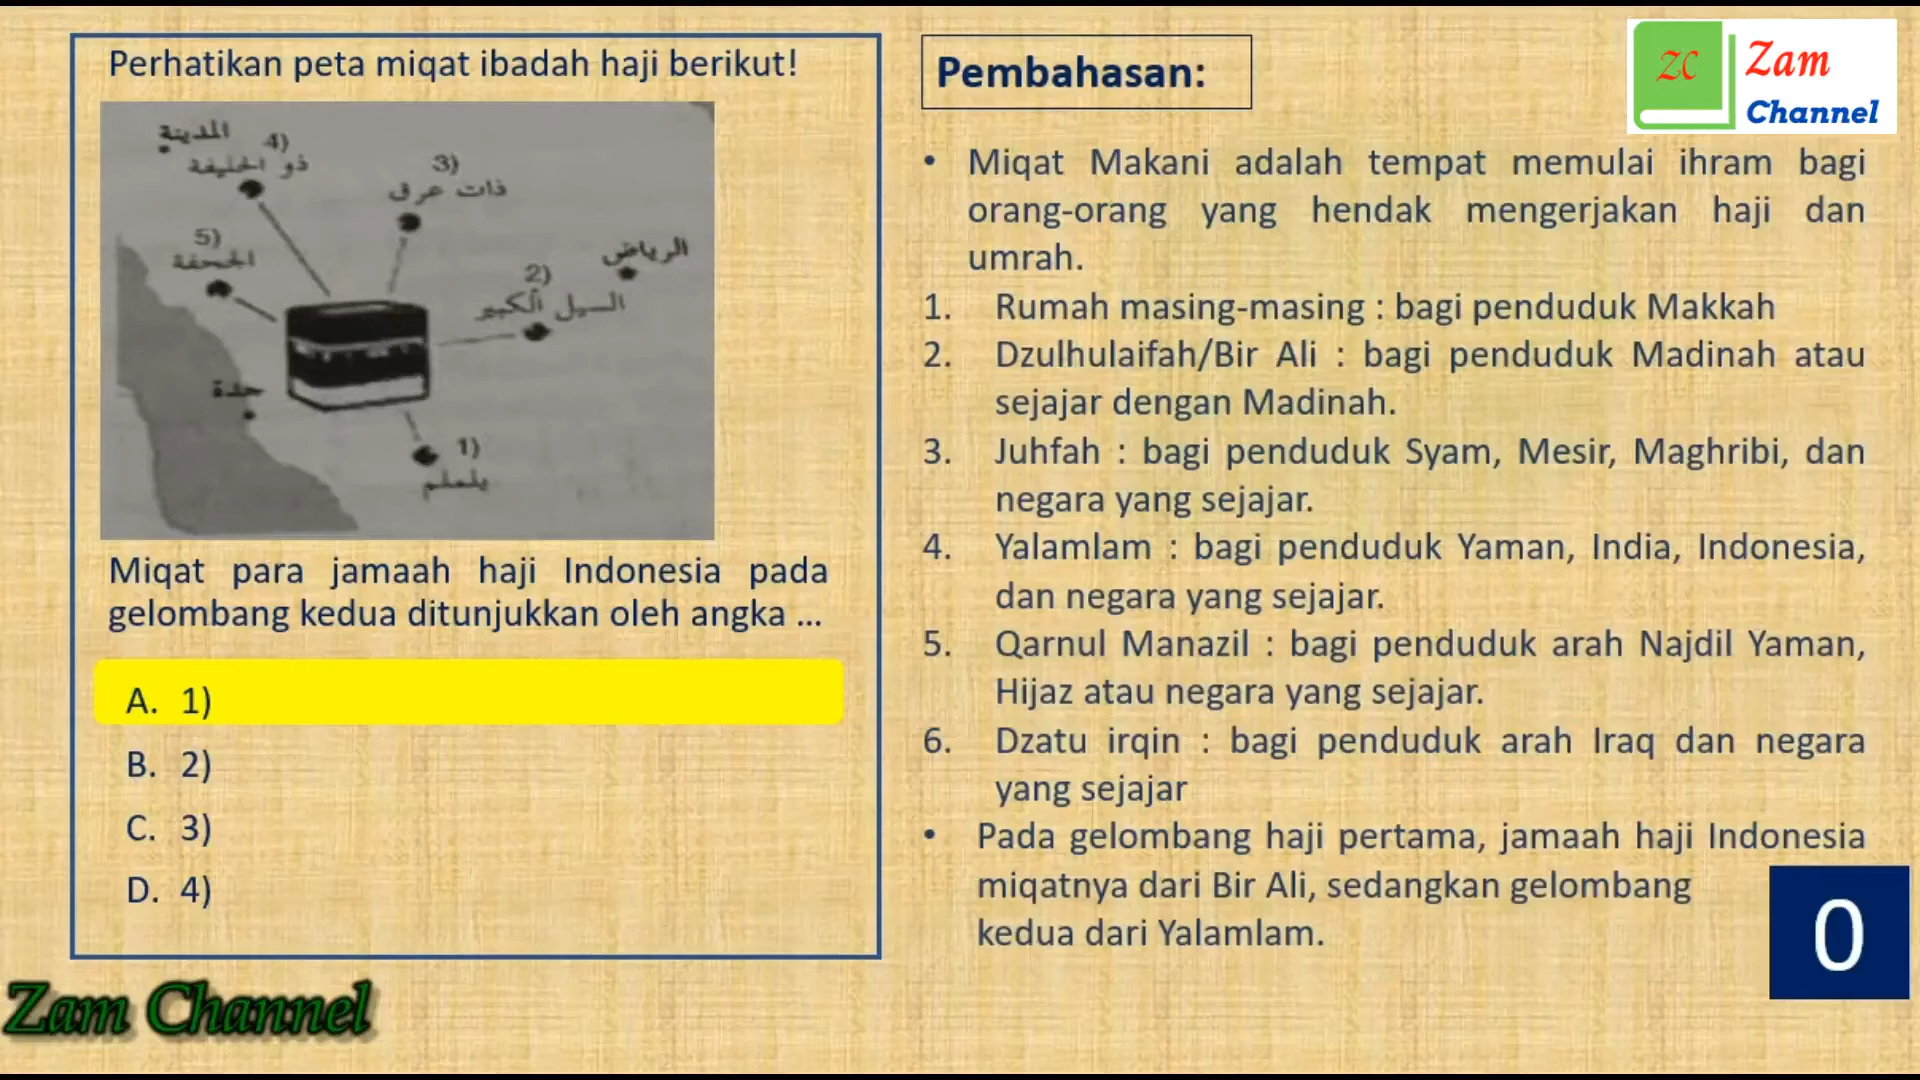 Perhatikan peta miqat ibadah haji berikut!
المدينة
4)
ذو الحليفة
3)
ذات عرق
5)
الجحفة
الرياض
2)
السيل الكبير
جدة
1)
يلملم
Miqat para jamaah haji Indonesia pada
gelombang kedua ditunjukkan oleh angka ...
A. 1)
B. 2)
C. 3)
D. 4)
Zam Channel
Pembahasan:
ZC Zam
Channel
• Miqat Makani adalah tempat memulai ihram bagi
orang-orang yang hendak mengerjakan haji dan
umrah.
1. Rumah masing-masing : bagi penduduk Makkah
2. Dzulhulaifah/Bir Ali : bagi penduduk Madinah atau
sejajar dengan Madinah.
3. Juhfah : bagi penduduk Syam, Mesir, Maghribi, dan
negara yang sejajar.
4. Yalamlam : bagi penduduk Yaman, India, Indonesia,
dan negara yang sejajar.
5. Qarnul Manazil : bagi penduduk arah Najdil Yaman,
Hijaz atau negara yang sejajar.
6. Dzatu irqin : bagi penduduk arah Iraq dan negara
yang sejajar
• Pada gelombang haji pertama, jamaah haji Indonesia
miqatnya dari Bir Ali, sedangkan gelombang
kedua dari Yalamlam.
0